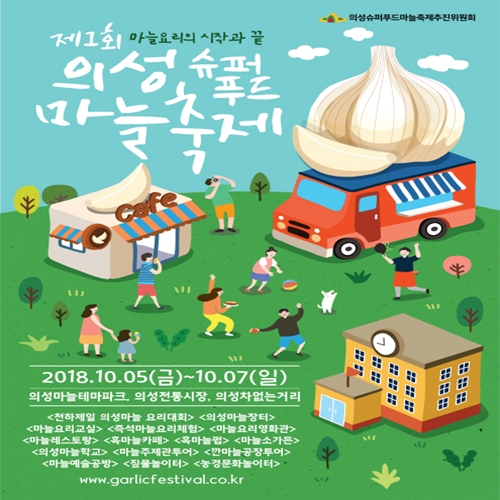 의성슈퍼푸드마늘축제추진위원회
제1회 마늘요리의 시작과 끝
의성 슈퍼푸드
마늘축제
Cafe
2018.10.05(금)~10.07(일)
의성마늘테마파크, 의성전통시장, 의성차없는거리
<천하제일 의성마늘 요리대회> <의성마늘장터>
<마늘요리교실> <즉석마늘요리체험> <마늘요리영화관>
<마늘레스토랑> <흑마늘카페> <흑마늘펍> <마늘소가든>
<의성마늘학교> <마늘주제관투어> <깐마늘공장투어>
<마늘예술공방> <짚풀놀이터> <농경문화놀이터>
www.garlicfestival.co.kr